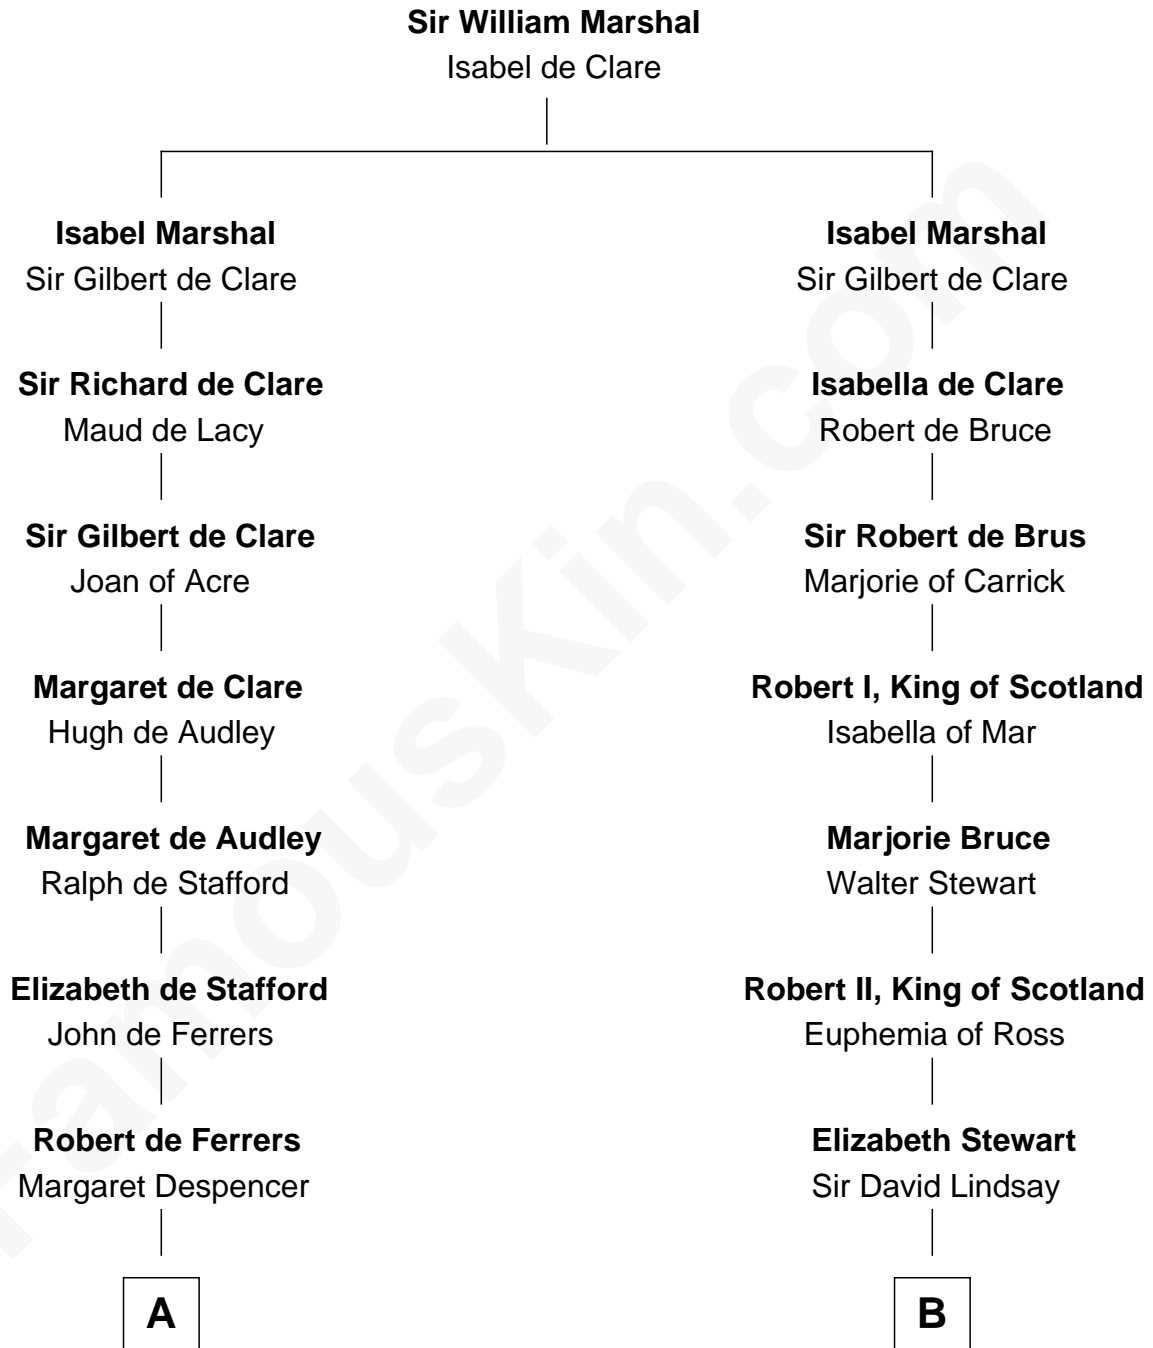 Sir William Marshal
Isabel de Clare
Isabel Marshal
Sir Gilbert de Clare
Isabel Marshal
Sir Gilbert de Clare
Sir Richard de Clare
Maud de Lacy
Isabella de Clare
Robert de Bruce
Sir Gilbert de Clare
Joan of Acre
Sir Robert de Brus
Marjorie of Carrick
Margaret de Clare
Hugh de Audley
Robert I, King of Scotland
Isabella of Mar
Margaret de Audley
Ralph de Stafford
Marjorie Bruce
Walter Stewart
Elizabeth de Stafford
John de Ferrers
Robert II, King of Scotland
Euphemia of Ross
Robert de Ferrers
Margaret Despencer
Elizabeth Stewart
Sir David Lindsay
A
B
FamousKin.com